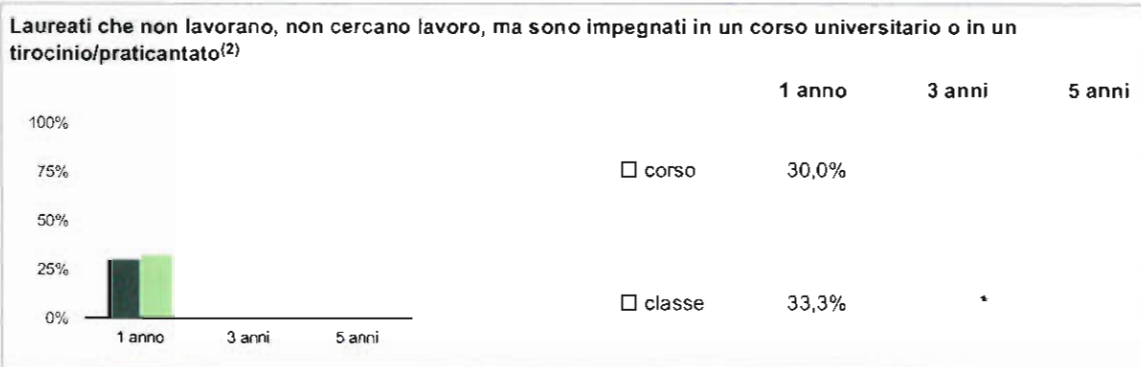 Laureati che non lavorano, non cercano lavoro, ma sono impegnati in un corso universitario o in un
tirocinio/praticantato(2)
1 anno 3 anni 5 anni
100%
75%
50%
25%
0%
1 anno 3 anni 5 anni
☐ corso 30,0%
☐ classe 33,3% *